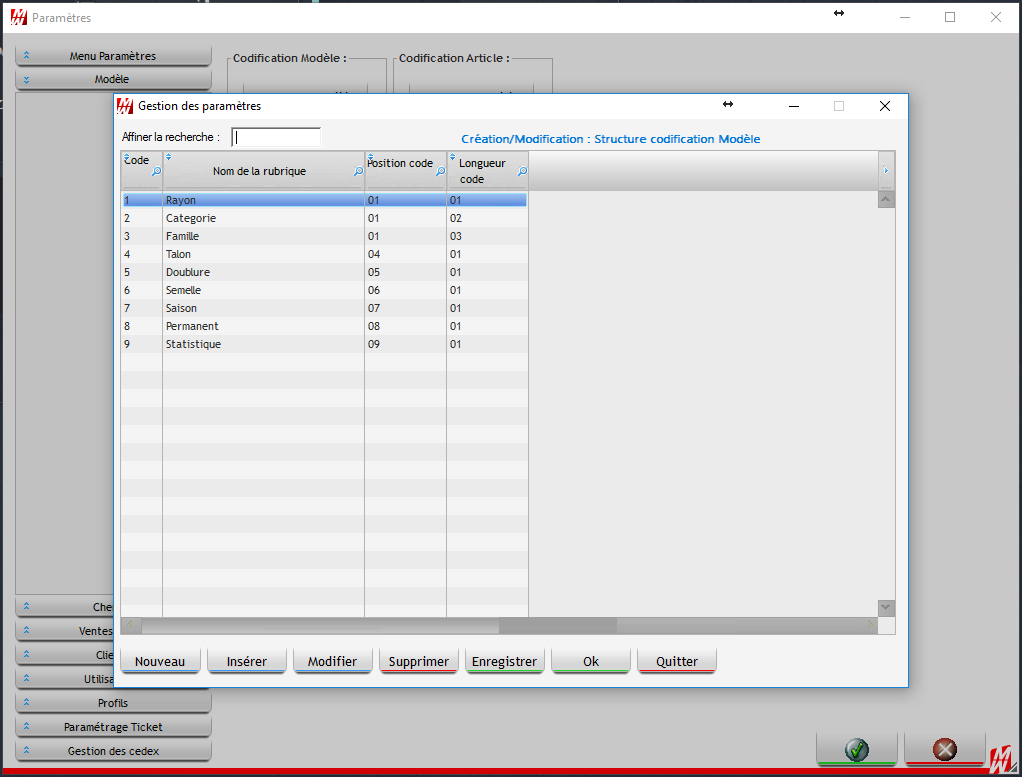 Paramètres
Menu Paramètres
Modèle
Codification Modèle :
Codification Article :
Gestion des paramètres
Affiner la recherche :
Création/Modification : Structure codification Modèle
Code Nom de la rubrique Position code Longueur
code
1 Rayon 01 01
2 Categorie 01 02
3 Famille 01 03
4 Talon 04 01
5 Doublure 05 01
6 Semelle 06 01
7 Saison 07 01
8 Permanent 08 01
9 Statistique 09 01
Nouveau Insérer Modifier Supprimer Enregistrer Ok Quitter
Che
Ventes
Clie
Utilisa
Profils
Paramétrage Ticket
Gestion des cedex